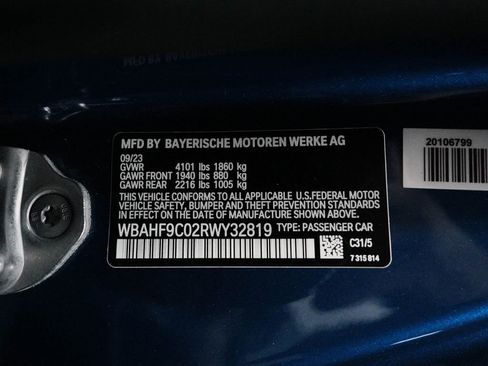 MFD BY BAYERISCHE MOTOREN WERKE AG
09/23
GVWR 4101 lbs 1860 kg
GAWR FRONT 1940 lbs 880 kg
GAWR REAR 2216 lbs 1005 kg
THIS VEHICLE CONFORMS TO ALL APPLICABLE U.S. FEDERAL MOTOR
VEHICLE SAFETY, BUMPER AND THEFT PREVENTION STANDARDS
IN EFFECT ON THE DATE OF MANUFACTURE SHOWN ABOVE.
WBAHF9C02RWY32819 TYPE: PASSENGER CAR
C31/5
7 315 814
20106799